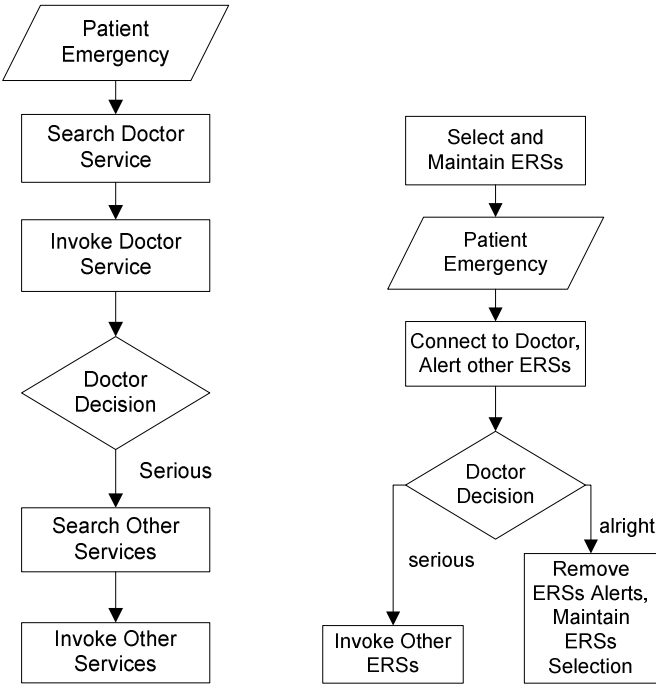 Patient
Emergency
Search Doctor
Service
Invoke Doctor
Service
Doctor
Decision
Serious
Search Other
Services
Invoke Other
Services
Select and
Maintain ERSs
Patient
Emergency
Connect to Doctor,
Alert other ERSs
Doctor
Decision
serious
alright
Invoke Other
ERSs
Remove
ERSs Alerts,
Maintain
ERSs
Selection